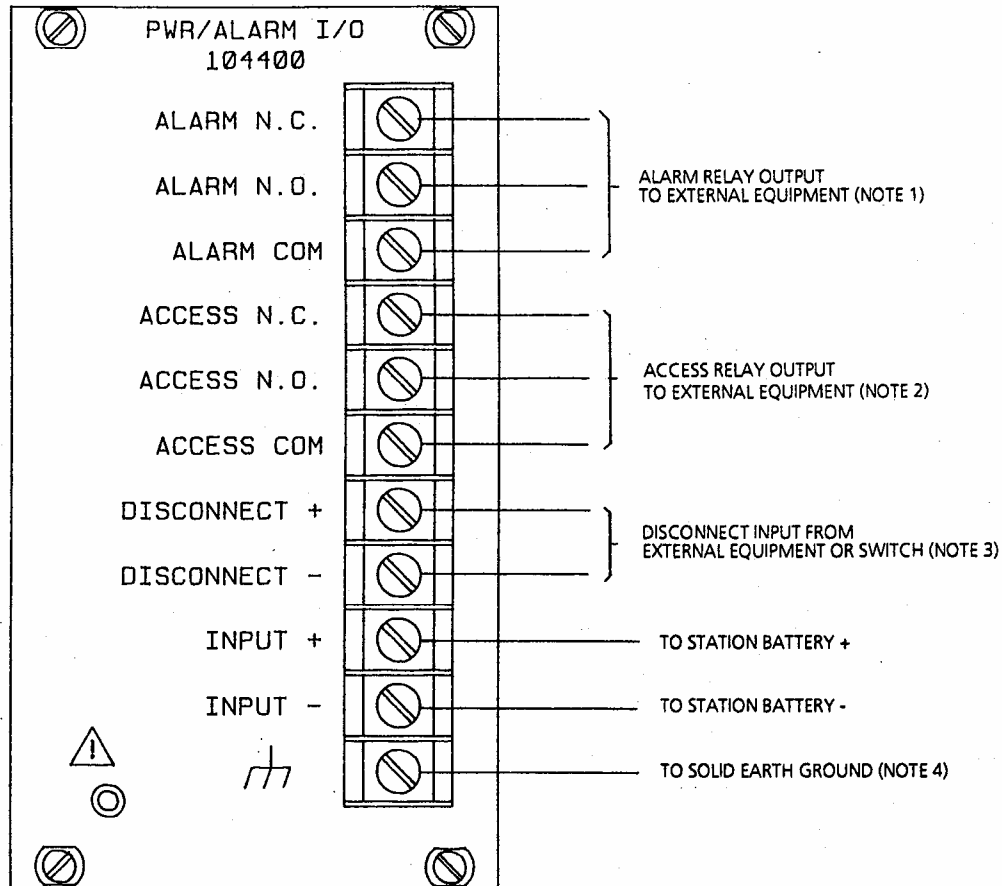 PWR/ALARM I/O
104400
ALARM N.C.
ALARM N.O.
ALARM COM
ALARM RELAY OUTPUT
TO EXTERNAL EQUIPMENT (NOTE 1)
ACCESS N.C.
ACCESS N.O.
ACCESS COM
ACCESS RELAY OUTPUT
TO EXTERNAL EQUIPMENT (NOTE 2)
DISCONNECT +
DISCONNECT -
DISCONNECT INPUT FROM
EXTERNAL EQUIPMENT OR SWITCH (NOTE 3)
INPUT +
TO STATION BATTERY +
INPUT -
TO STATION BATTERY -
!
TO SOLID EARTH GROUND (NOTE 4)